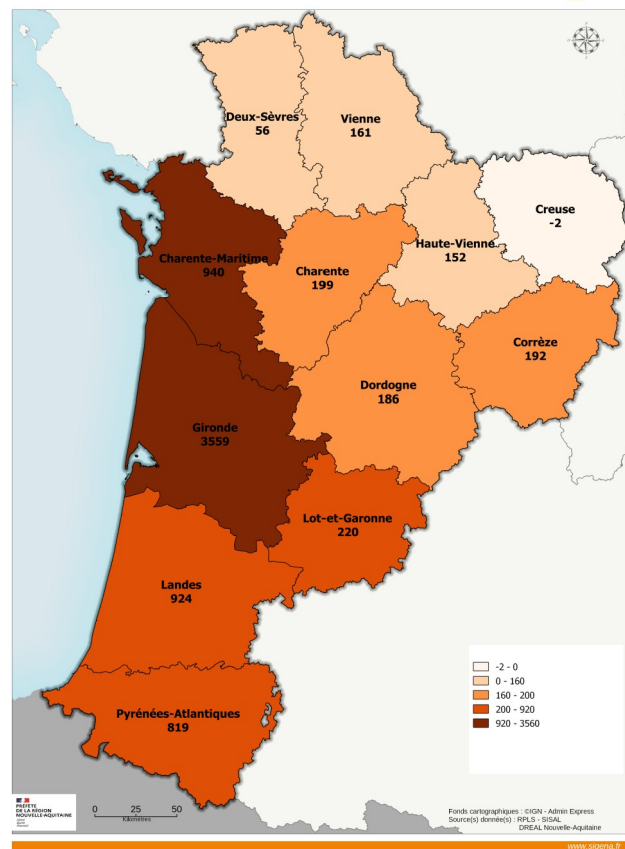 Deux-Sèvres
56
Vienne
161
Creuse
-2
Haute-Vienne
152
Charente-Maritime
940
Charente
199
Corrèze
192
Dordogne
186
Gironde
3559
Lot-et-Garonne
220
Landes
924
Pyrénées-Atlantiques
819
-2 - 0
0 - 160
160 - 200
200 - 920
920 - 3560
PRÉFÈTE
DE LA RÉGION
NOUVELLE-AQUITAINE
0 25 50
Kilomètres
Fonds cartographiques : ©IGN - Admin Express
Source(s) donnée(s) : RPLS - SISAL
DREAL Nouvelle-Aquitaine
www.sigena.fr